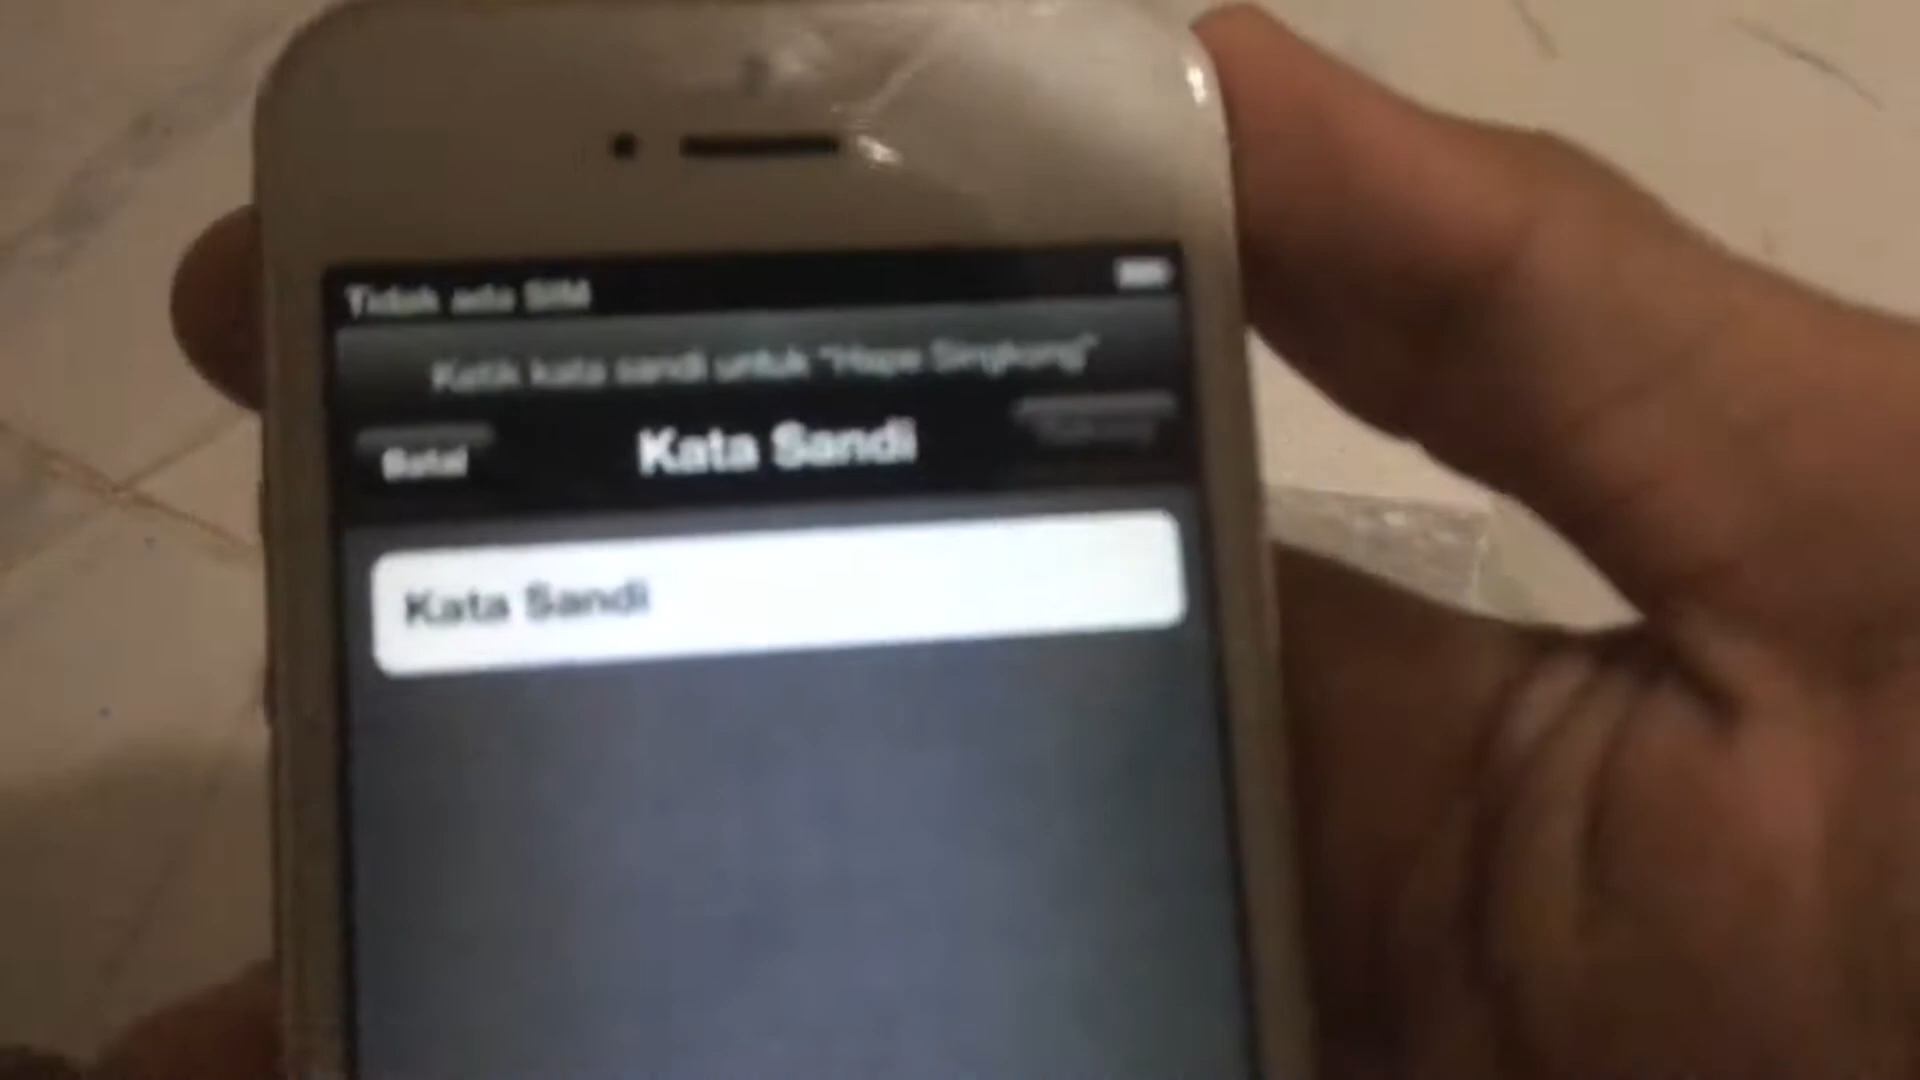 Tidak ada SIM
Ketik kata sandi untuk "Hape Singkong"
Batal
Kata Sandi
Kata Sandi